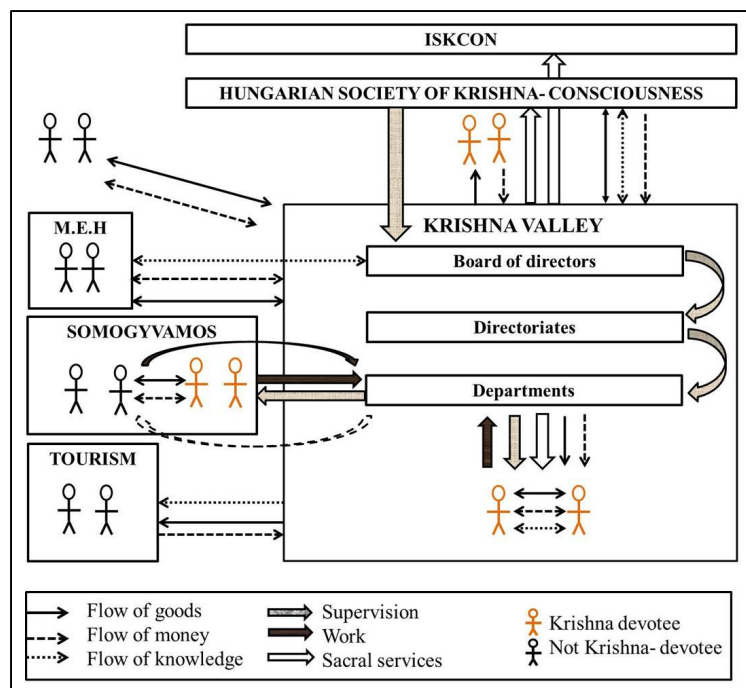 ISKCON
HUNGARIAN SOCIETY OF KRISHNA- CONSCIOUSNESS
KRISHNA VALLEY
M.E.H
Board of directors
SOMOGYVAMOS
Directoriates
Departments
TOURISM
Flow of goods
Flow of money
Flow of knowledge
Supervision
Work
Sacral services
Krishna devotee
Not Krishna- devotee